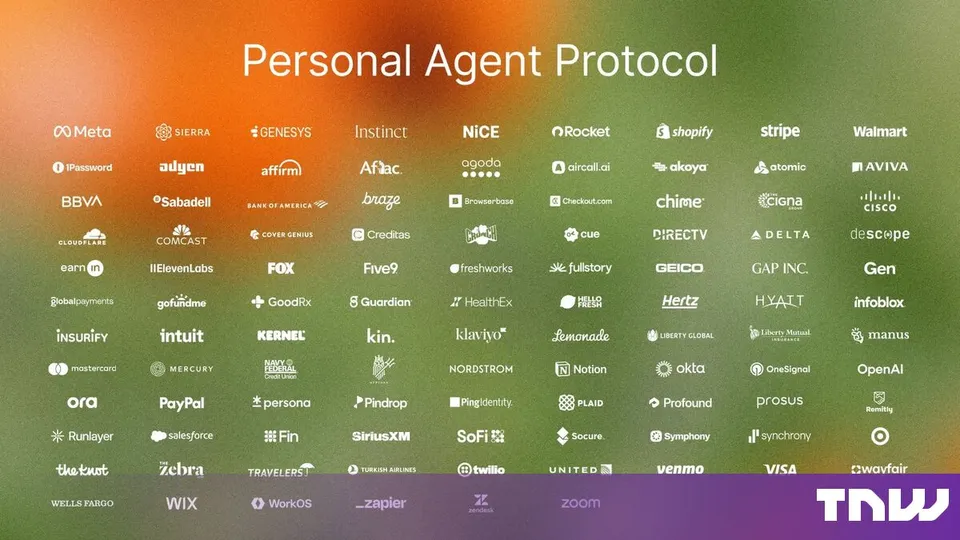 Personal Agent Protocol
Meta SIERRA GENESYS Instinct NiCE Rocket shopify stripe Walmart
1Password adyen affirm Aflac agoda aircall.ai akoya atomic AVIVA
BBVA Sabadell BANK OF AMERICA braze Browserbase Checkout.com chime THE cigna GROUP CISCO
CLOUDFLARE COMCAST COVER GENIUS Creditas CRUNCH cue DIRECTV DELTA descope
earnin IIElevenLabs FOX Five9 freshworks fullstory GEICO GAP INC. Gen
globalpayments gofundme GoodRx Guardian HealthEx HELLO FRESH Hertz HYATT infoblox
INSURIFY intuit KERNEL kin. klaviyo Lemonade LIBERTY GLOBAL Liberty Mutual INSURANCE manus
mastercard MERCURY NAVY FEDERAL Credit Union NORDSTROM Notion okta OneSignal OpenAI
ora PayPal persona Pindrop PingIdentity. PLAID Profound prosus Remitly
Runlayer salesforce Fin SiriusXM SoFi Socure. Symphony synchrony
the knot THE zebra TRAVELERS TURKISH AIRLINES twilio UNITED venmo VISA wayfair
WELLS FARGO WIX WorkOS zapier zendesk zoom
TNW